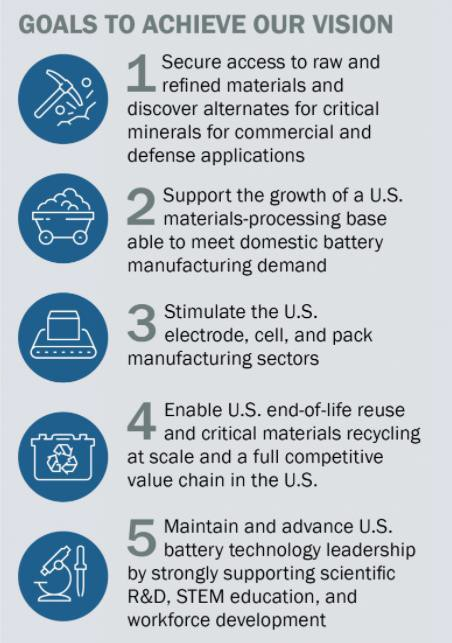 GOALS TO ACHIEVE OUR VISION
1 Secure access to raw and
refined materials and
discover alternates for critical
minerals for commercial and
defense applications
2 Support the growth of a U.S.
materials-processing base
able to meet domestic battery
manufacturing demand
3 Stimulate the U.S.
electrode, cell, and pack
manufacturing sectors
4 Enable U.S. end-of-life reuse
and critical materials recycling
at scale and a full competitive
value chain in the U.S.
5 Maintain and advance U.S.
battery technology leadership
by strongly supporting scientific
R&D, STEM education, and
workforce development